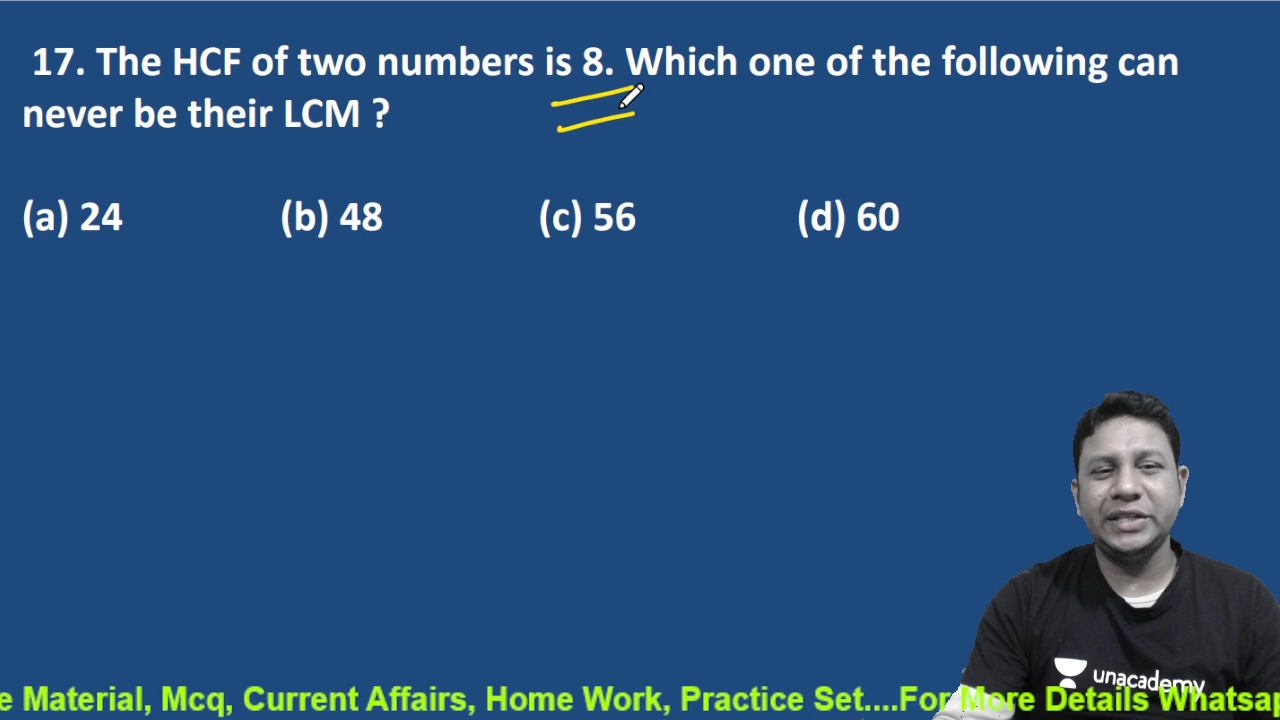 17. The HCF of two numbers is 8. Which one of the following can
never be their LCM ?
(a) 24 (b) 48 (c) 56 (d) 60
unacademy
e Material, Mcq, Current Affairs, Home Work, Practice Set....For More Details Whatsap